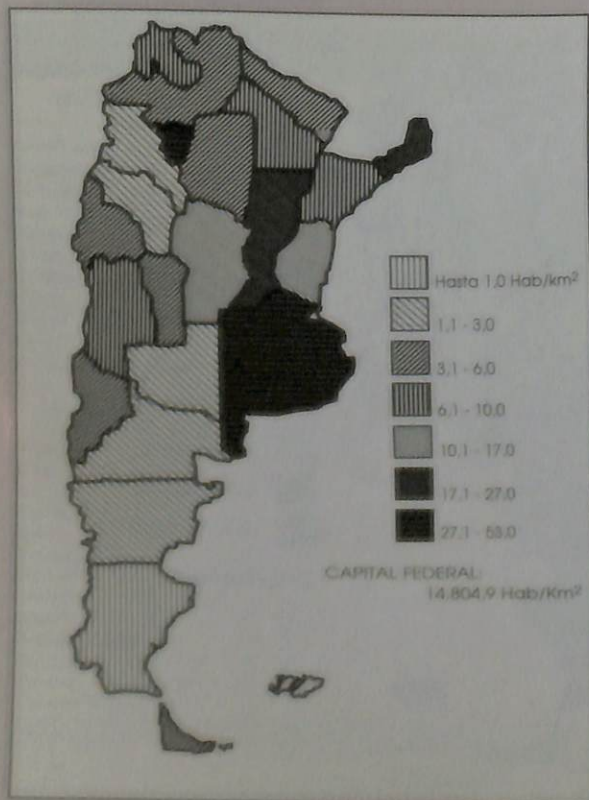 Hasta 1,0 Hab/km²
1,1 - 3,0
3,1 - 6,0
6,1 - 10,0
10,1 - 17,0
17,1 - 27,0
27,1 - 53,0
CAPITAL FEDERAL:
14.804,9 Hab/Km²